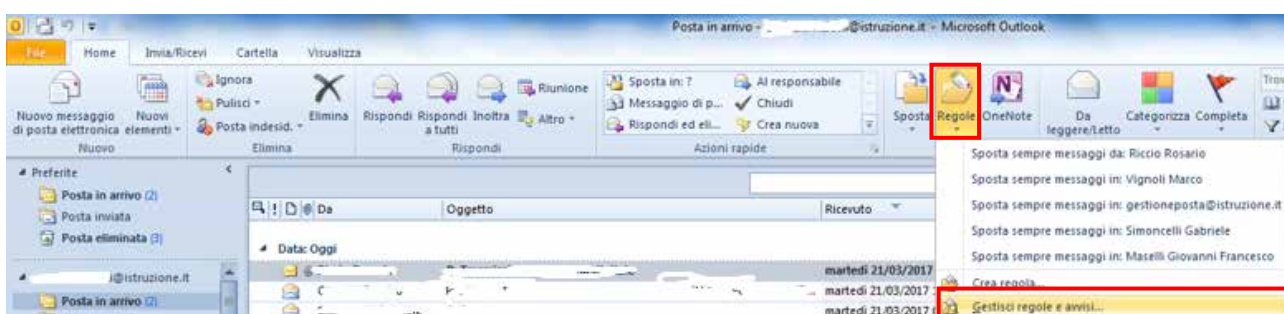 Posta in arrivo - @istruzione.it - Microsoft Outlook
File Home Invia/Ricevi Cartella Visualizza
Nuovo messaggio di posta elettronica
Nuovi elementi
Nuovo
Ignora
Pulisci
Posta indesid.
Elimina
Elimina
Rispondi
Rispondi a tutti
Inoltra
Riunione
Altro
Rispondi
Sposta in: ?
Messaggio di p...
Rispondi ed eli...
Al responsabile
Chiudi
Crea nuova
Azioni rapide
Sposta
Regole
OneNote
Da leggere/Letto
Categorizza
Completa
Sposta sempre messaggi da: Riccio Rosario
Sposta sempre messaggi in: Vignoli Marco
Sposta sempre messaggi in: gestioneposta@istruzione.it
Sposta sempre messaggi in: Simoncelli Gabriele
Sposta sempre messaggi in: Maselli Giovanni Francesco
Crea regola...
Gestisci regole e avvisi...
Preferite
Posta in arrivo (2)
Posta inviata
Posta eliminata (3)
i@istruzione.it
Posta in arrivo (2)
Da Oggetto Ricevuto
Data: Oggi
martedì 21/03/2017
martedì 21/03/2017
martedì 21/03/2017